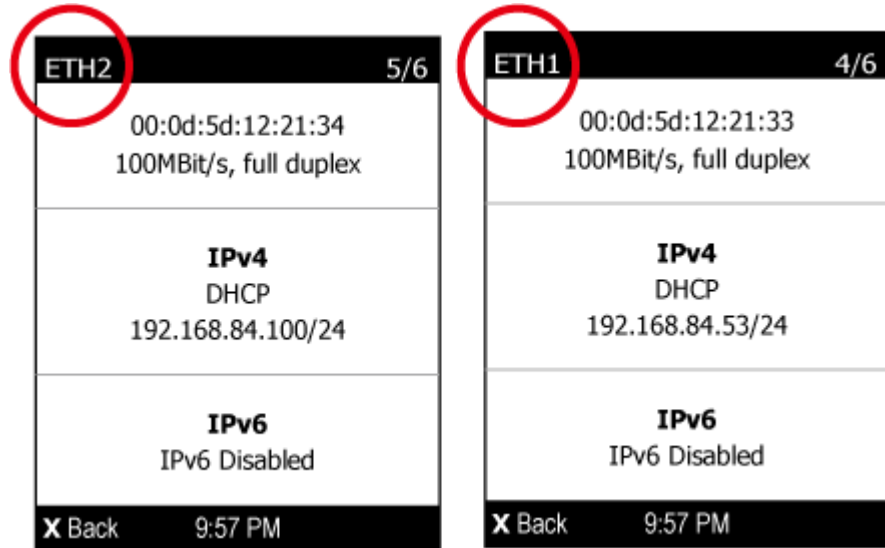 ETH2 5/6
00:0d:5d:12:21:34
100MBit/s, full duplex
IPv4
DHCP
192.168.84.100/24
IPv6
IPv6 Disabled
X Back 9:57 PM
ETH1 4/6
00:0d:5d:12:21:33
100MBit/s, full duplex
IPv4
DHCP
192.168.84.53/24
IPv6
IPv6 Disabled
X Back 9:57 PM